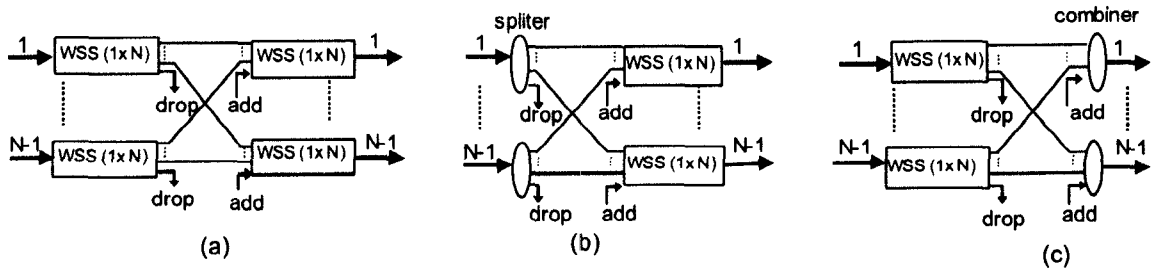 1
WSS (1x N)
WSS (1x N)
1
drop
add
N-1
WSS (1x N)
WSS (1x N)
N-1
drop
add
(a)
spliter
1
WSS (1x N)
1
drop
add
N-1
WSS (1x N)
N-1
drop
add
(b)
combiner
1
WSS (1x N)
1
drop
add
N-1
WSS (1x N)
N-1
drop
add
(c)